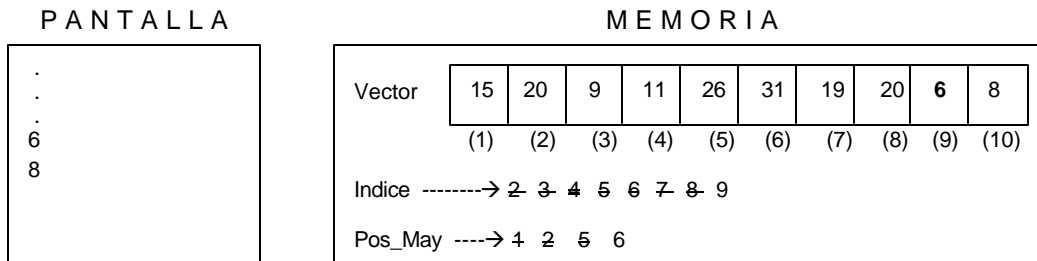 PANTALLA
MEMORIA
.
.
.
6
8
Vector 15 20 9 11 26 31 19 20 6 8
(1) (2) (3) (4) (5) (6) (7) (8) (9) (10)
Indice --------→ 2 3 4 5 6 7 8 9
Pos_May ----→ 1 2 5 6